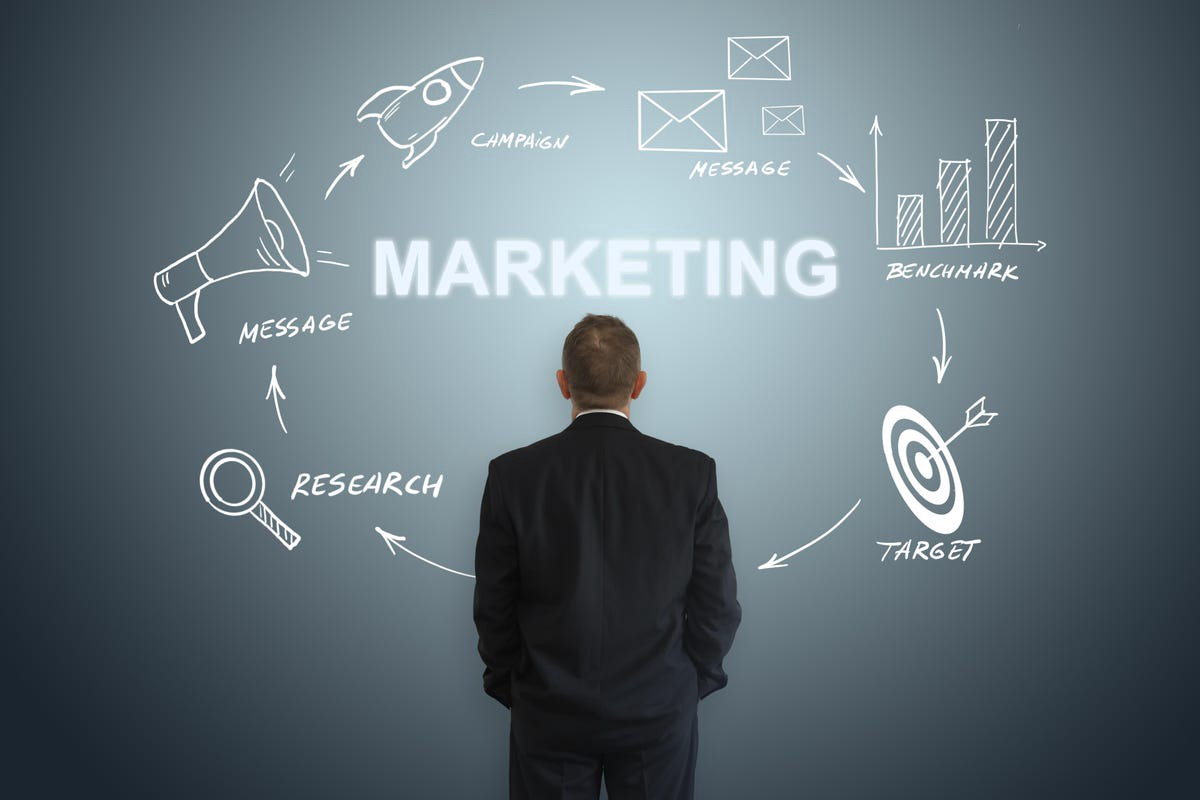 CAMPAIGN
MESSAGE
MARKETING
BENCHMARK
MESSAGE
RESEARCH
TARGET